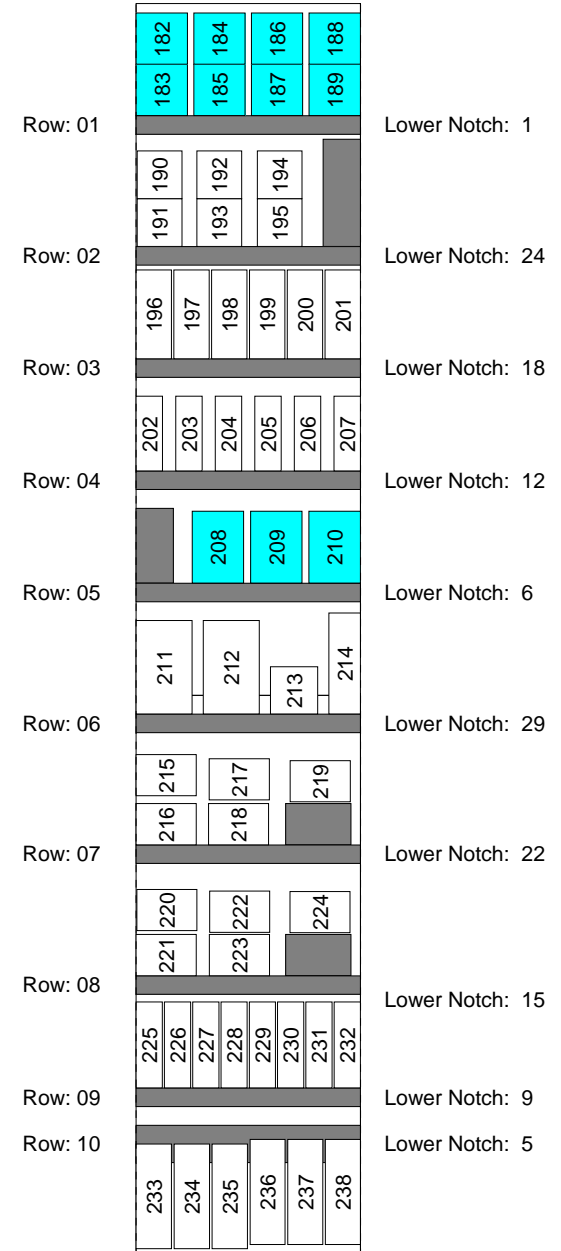 182 184 186 188
183 185 187 189
Row: 01 Lower Notch: 1
190 192 194
191 193 195
Row: 02 Lower Notch: 24
196 197 198 199 200 201
Row: 03 Lower Notch: 18
202 203 204 205 206 207
Row: 04 Lower Notch: 12
208 209 210
Row: 05 Lower Notch: 6
211 212 213 214
Row: 06 Lower Notch: 29
215 217 219
216 218
Row: 07 Lower Notch: 22
220 222 224
221 223
Row: 08 Lower Notch: 15
225 226 227 228 229 230 231 232
Row: 09 Lower Notch: 9
Row: 10 Lower Notch: 5
233 234 235 236 237 238